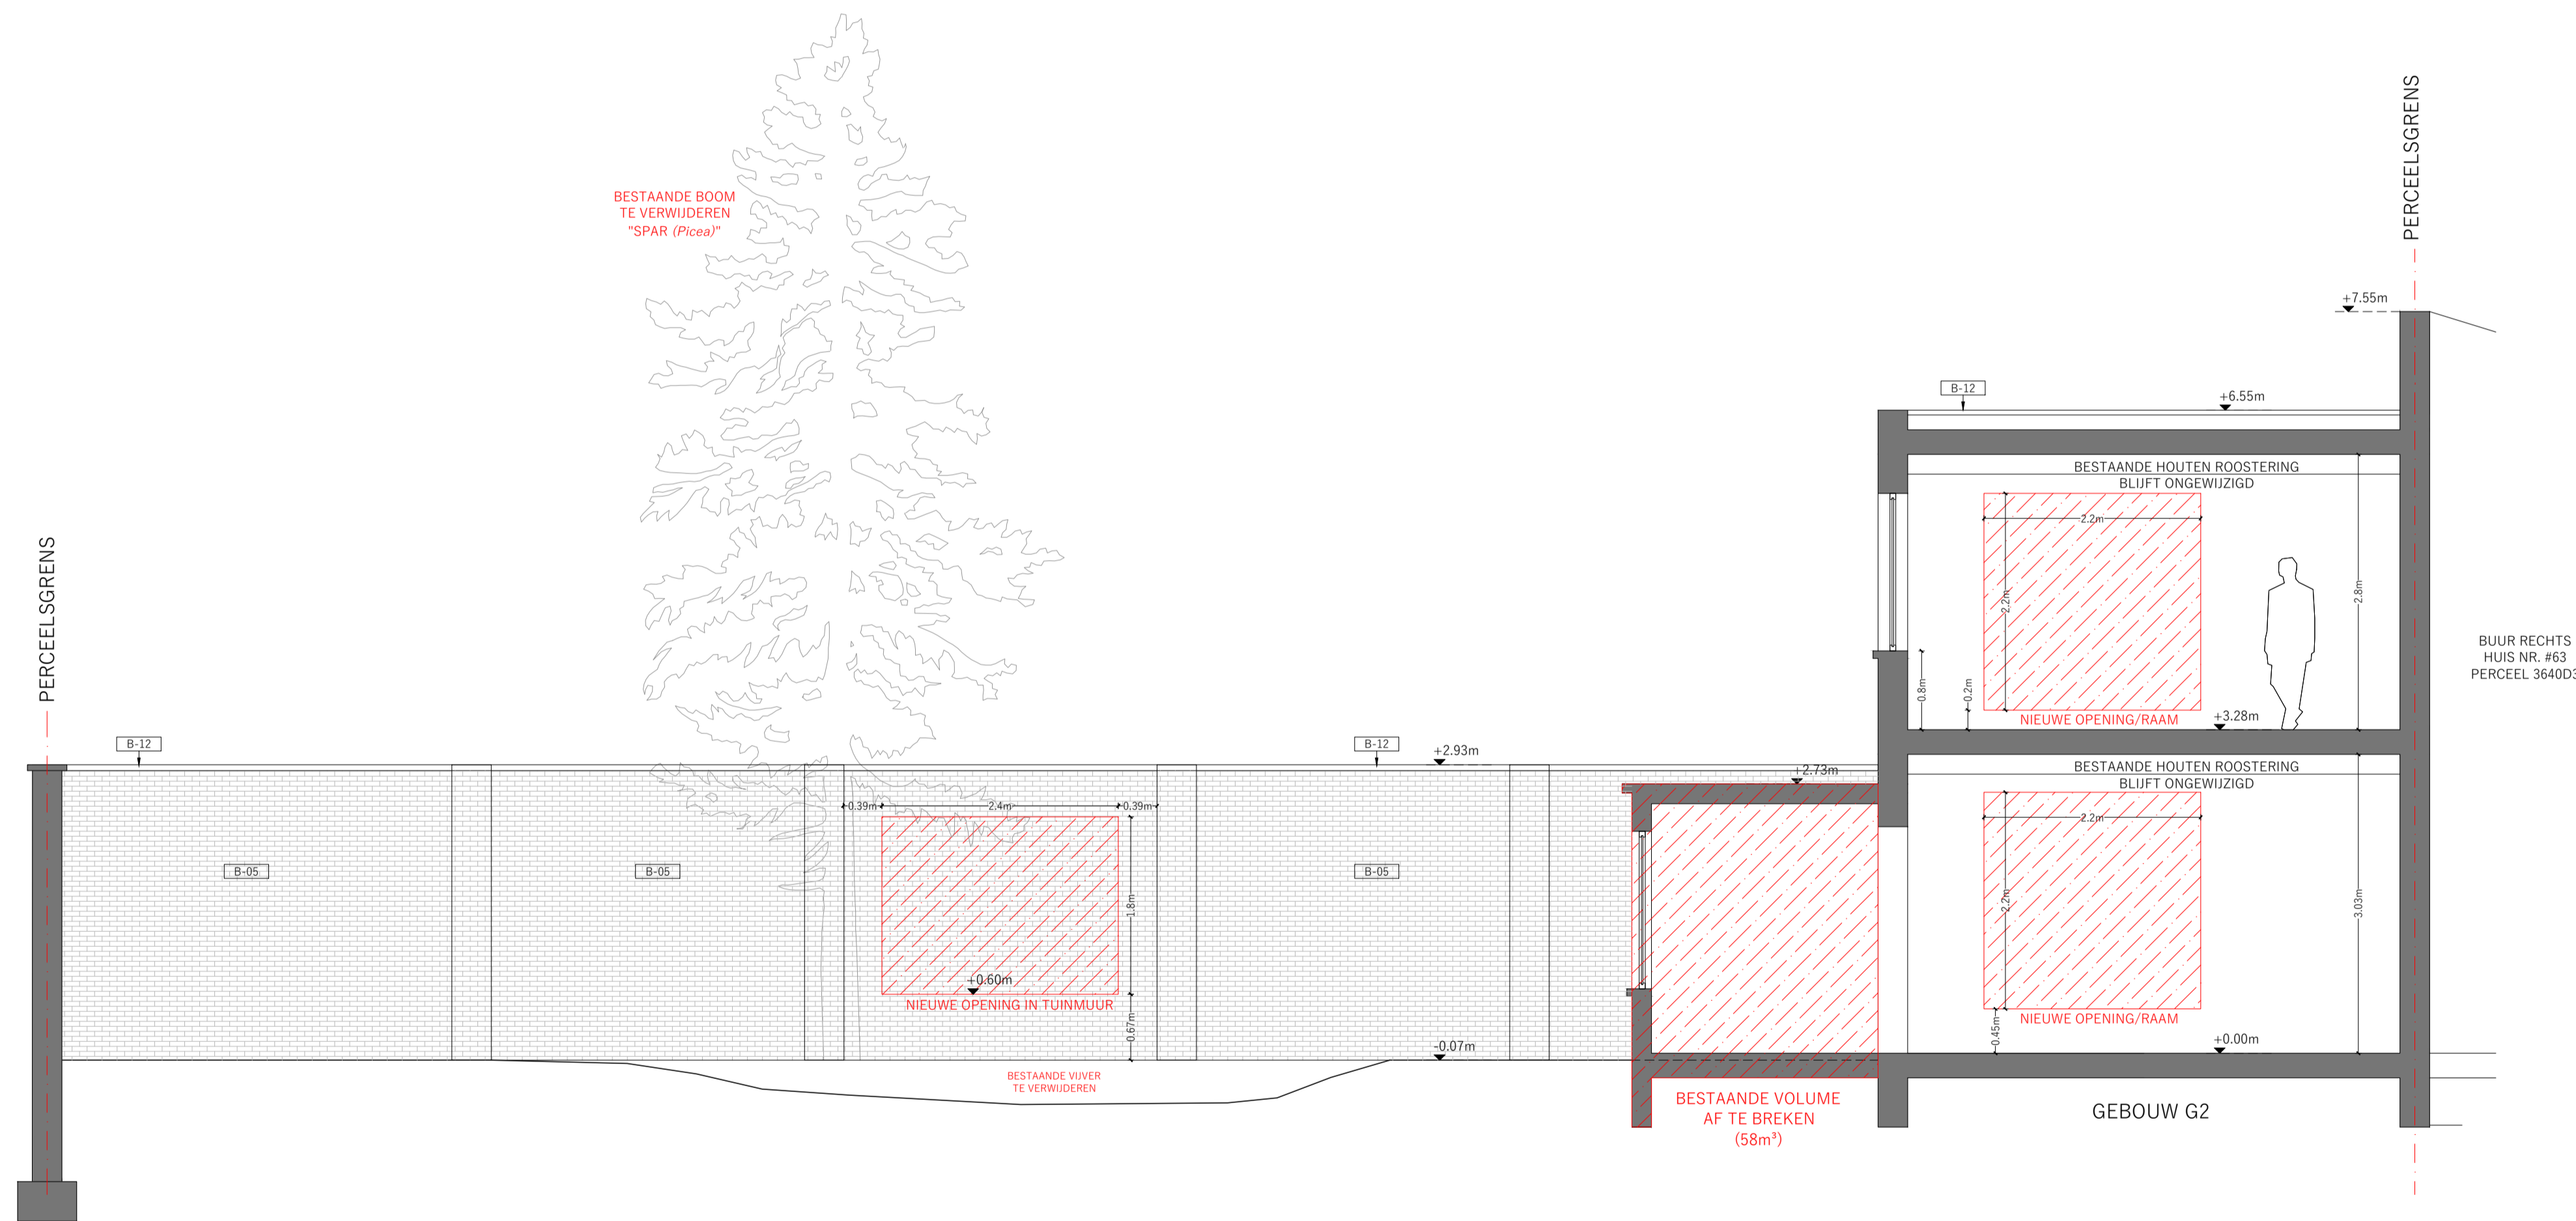 PERCEELSGRENS
BESTAANDE BOOM
TE VERWIJDEREN
"SPAR (Picea)"
PERCEELSGRENS
+7.55m
B-12
+6.55m
BESTAANDE HOUTEN ROOSTERING
BLIJFT ONGEWIJZIGD
2.2m
2.2m
2.8m
0.8m
0.2m
NIEUWE OPENING/RAAM
+3.28m
BUUR RECHTS
HUIS NR. #63
PERCEEL 3640D3
B-12
B-12
+2.93m
+2.73m
BESTAANDE HOUTEN ROOSTERING
BLIJFT ONGEWIJZIGD
0.39m
2.4m
0.39m
2.2m
B-05
B-05
B-05
1.8m
2.2m
3.03m
+0.60m
NIEUWE OPENING IN TUINMUUR
0.67m
NIEUWE OPENING/RAAM
0.45m
-0.07m
+0.00m
BESTAANDE VIJVER
TE VERWIJDEREN
BESTAANDE VOLUME
AF TE BREKEN
(58m³)
GEBOUW G2